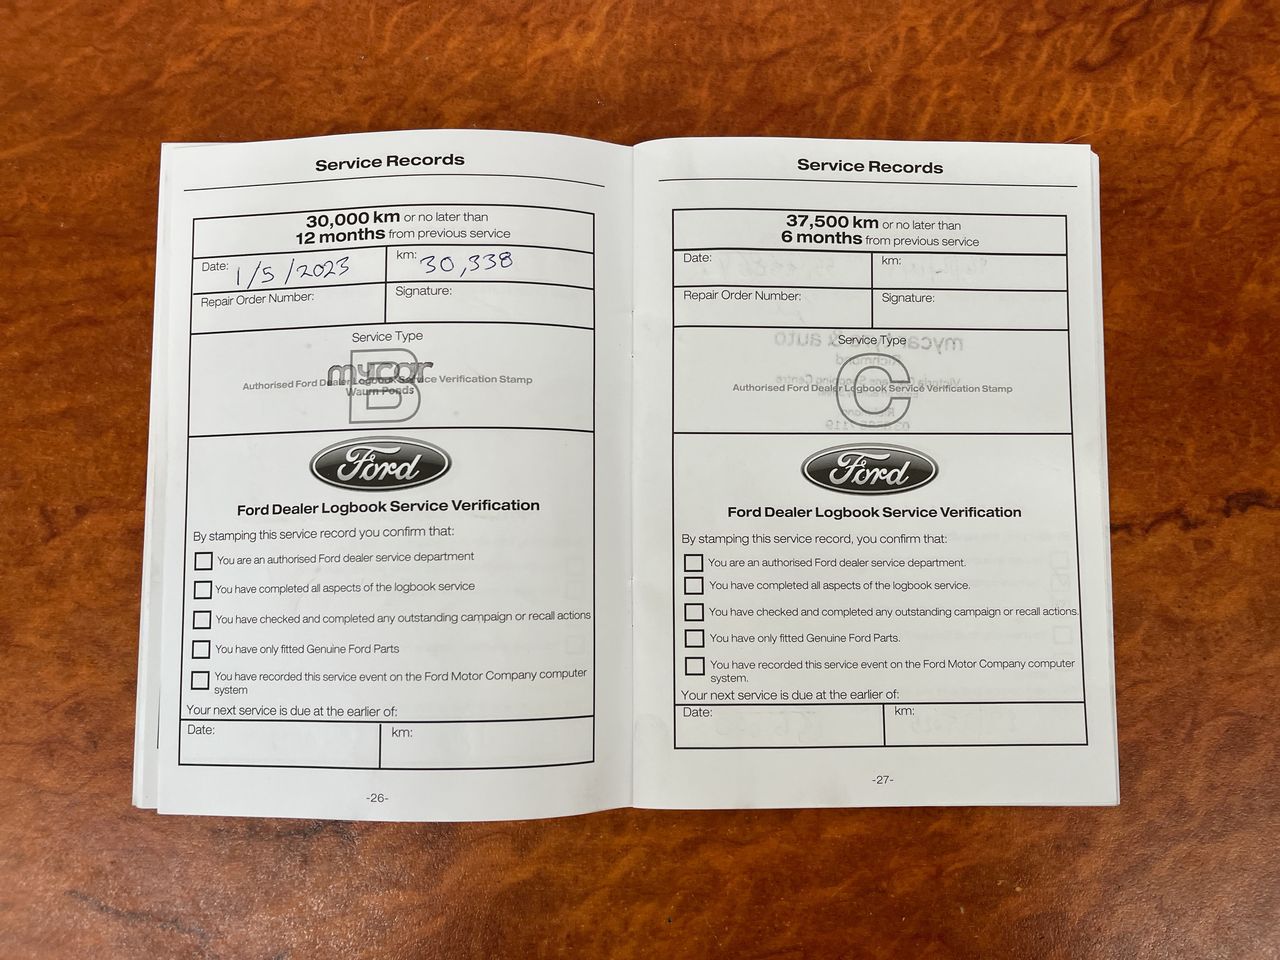 Service Records
30,000 km or no later than
12 months from previous service
Date: 1/5/2023
km: 30,338
Repair Order Number:
Signature:
Service Type
B
mycar
Authorised Ford Dealer Logbook Service Verification Stamp
Waurn Ponds
Ford
Ford Dealer Logbook Service Verification
By stamping this service record you confirm that:
You are an authorised Ford dealer service department
You have completed all aspects of the logbook service
You have checked and completed any outstanding campaign or recall actions
You have only fitted Genuine Ford Parts
You have recorded this service event on the Ford Motor Company computer
system
Your next service is due at the earlier of:
Date:
km:
-26-
Service Records
37,500 km or no later than
6 months from previous service
Date:
km:
Repair Order Number:
Signature:
mycar tyre & auto
Service Type
Richmond
C
Authorised Ford Dealer Logbook Service Verification Stamp
Ford
Ford Dealer Logbook Service Verification
By stamping this service record, you confirm that:
You are an authorised Ford dealer service department.
You have completed all aspects of the logbook service.
You have checked and completed any outstanding campaign or recall actions.
You have only fitted Genuine Ford Parts.
You have recorded this service event on the Ford Motor Company computer
system.
Your next service is due at the earlier of:
Date:
km:
-27-